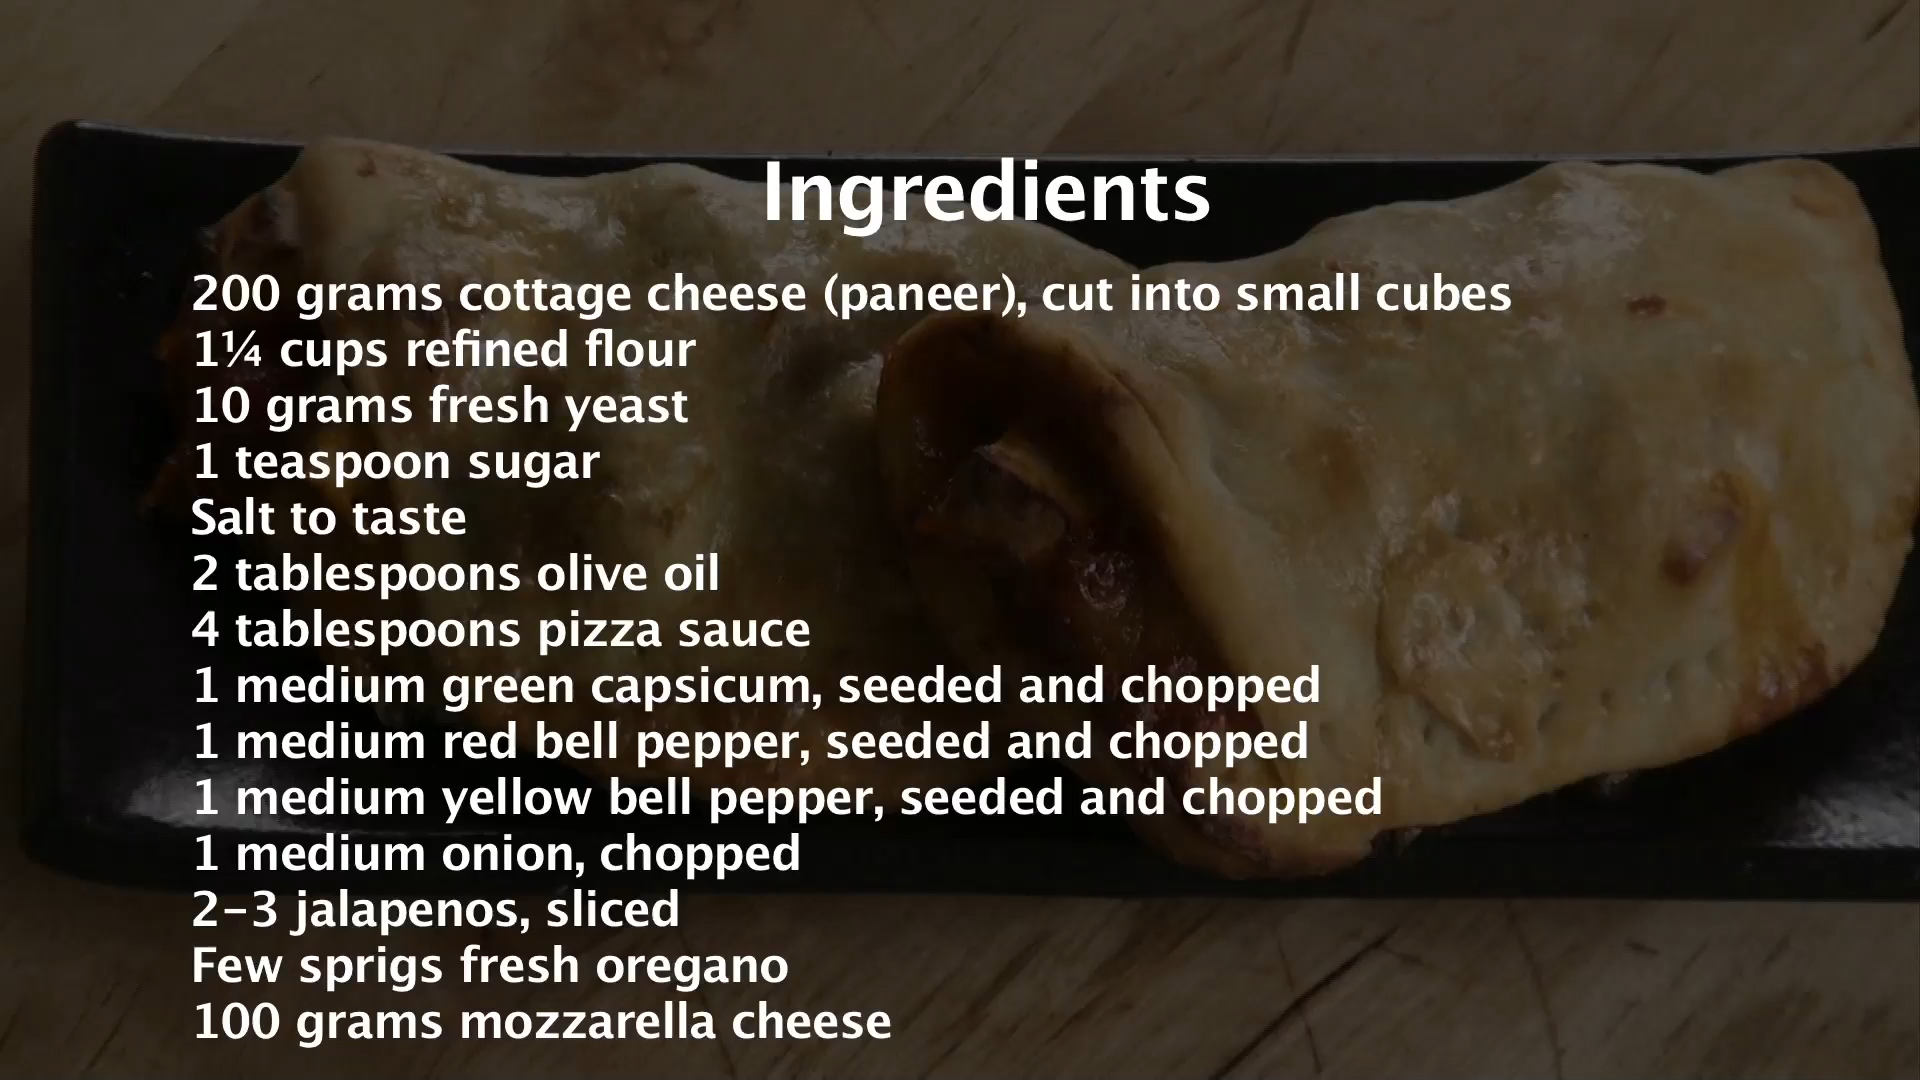 Ingredients
200 grams cottage cheese (paneer), cut into small cubes
1¼ cups refined flour
10 grams fresh yeast
1 teaspoon sugar
Salt to taste
2 tablespoons olive oil
4 tablespoons pizza sauce
1 medium green capsicum, seeded and chopped
1 medium red bell pepper, seeded and chopped
1 medium yellow bell pepper, seeded and chopped
1 medium onion, chopped
2-3 jalapenos, sliced
Few sprigs fresh oregano
100 grams mozzarella cheese